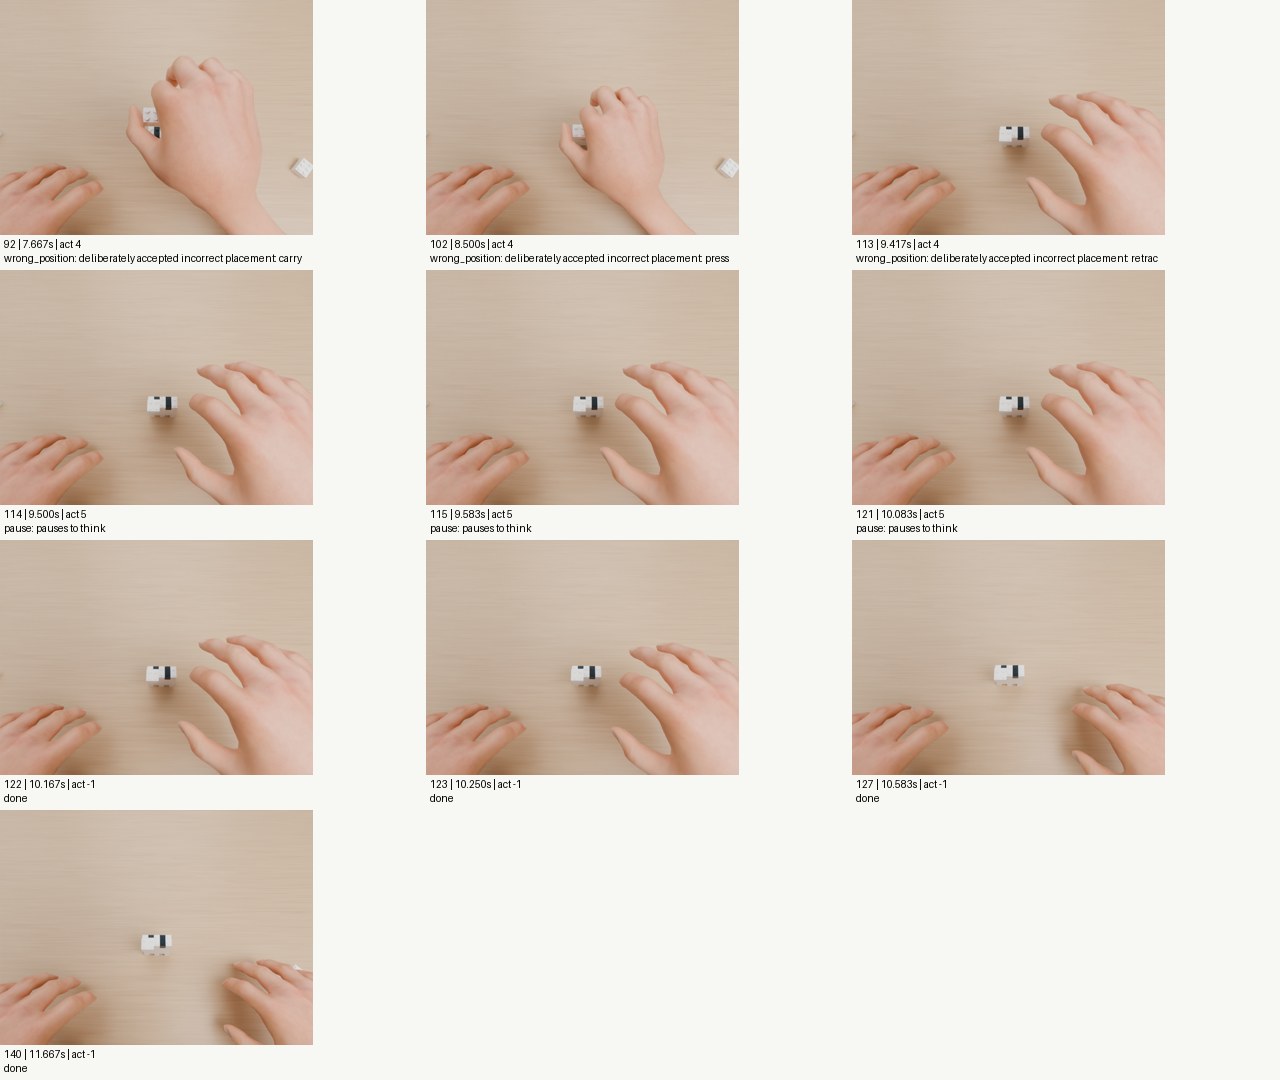 92 | 7.667s | act 4
wrong_position: deliberately accepted incorrect placement: carry
102 | 8.500s | act 4
wrong_position: deliberately accepted incorrect placement: press
113 | 9.417s | act 4
wrong_position: deliberately accepted incorrect placement: retrac
114 | 9.500s | act 5
pause: pauses to think
115 | 9.583s | act 5
pause: pauses to think
121 | 10.083s | act 5
pause: pauses to think
122 | 10.167s | act -1
done
123 | 10.250s | act -1
done
127 | 10.583s | act -1
done
140 | 11.667s | act -1
done